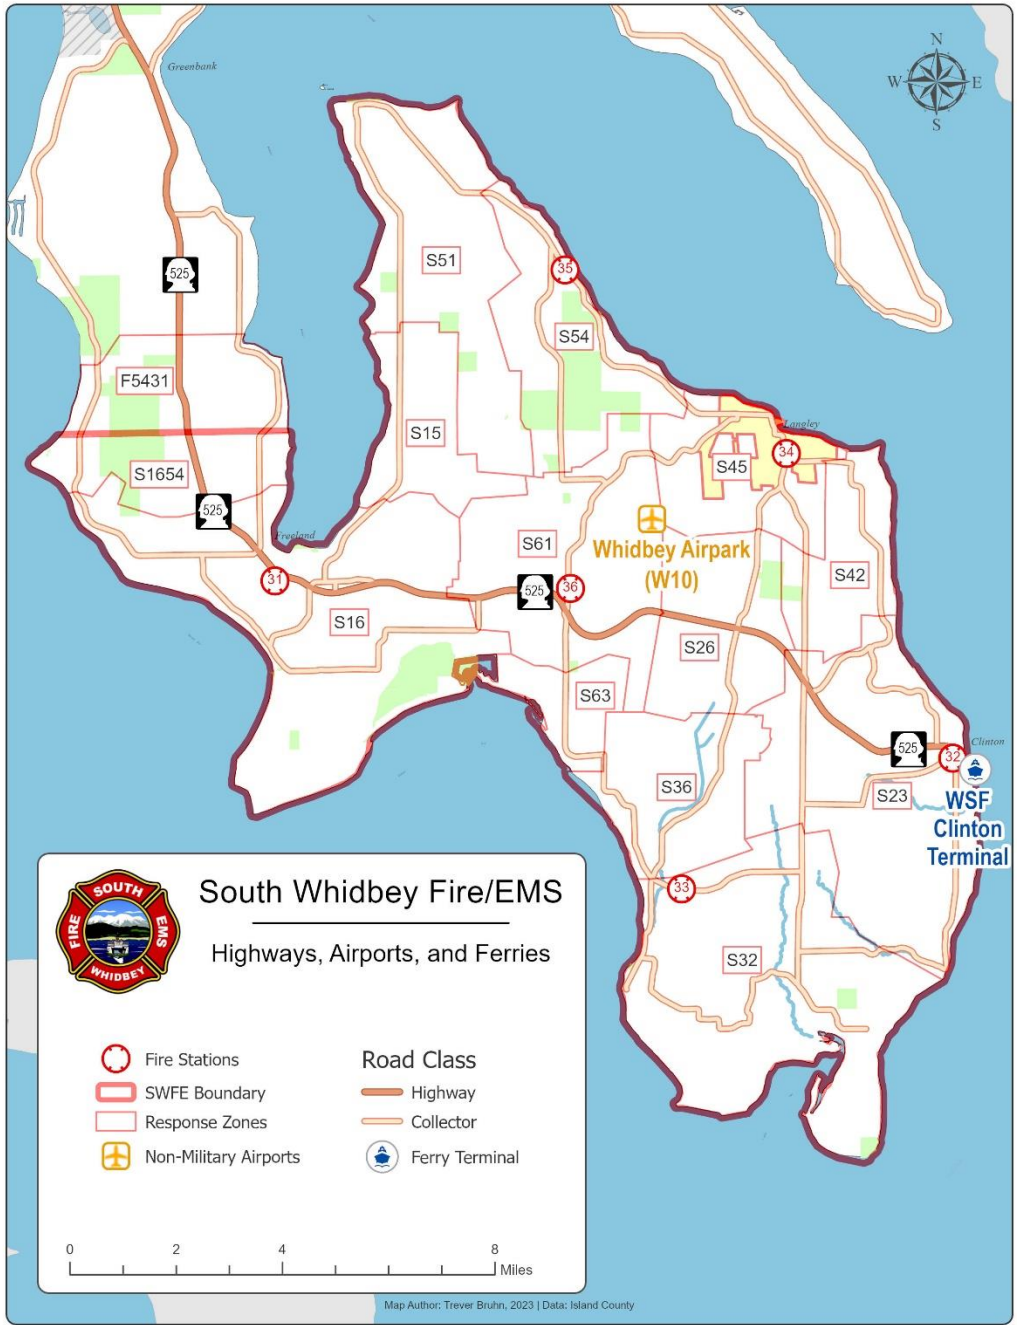 Greenbank
N
W
E
S
525
S51
35
S54
F5431
S15
Langley
34
S45
S1654
525
Freeland
Whidbey Airpark
(W10)
S61
S42
31
525
36
S16
S26
S63
525
Clinton
32
S36
S23
WSF
Clinton
Terminal
33
S32
SOUTH
FIRE
EMS
WHIDBEY
South Whidbey Fire/EMS
Highways, Airports, and Ferries
Fire Stations
SWFE Boundary
Response Zones
Non-Military Airports
Road Class
Highway
Collector
Ferry Terminal
0 2 4 8
Miles
Map Author: Trever Bruhn, 2023 | Data: Island County